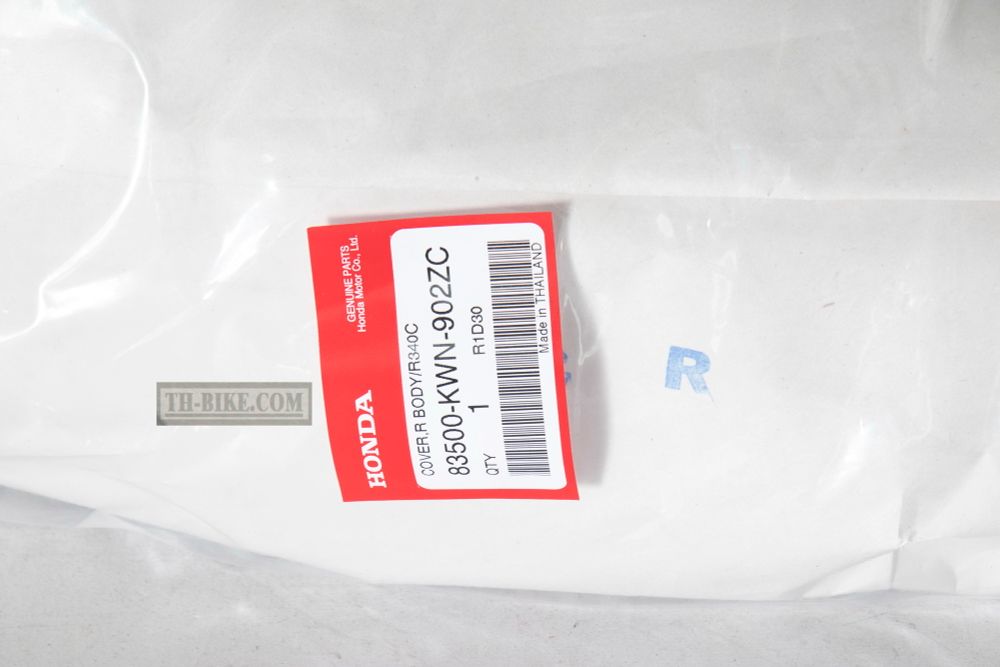 GENUINE PARTS
Honda Motor Co., Ltd.
HONDA
COVER,R BODY/R340C
83500-KWN-902ZC
QTY 1 R1D30
Made in THAILAND
TH-BIKE.COM
R